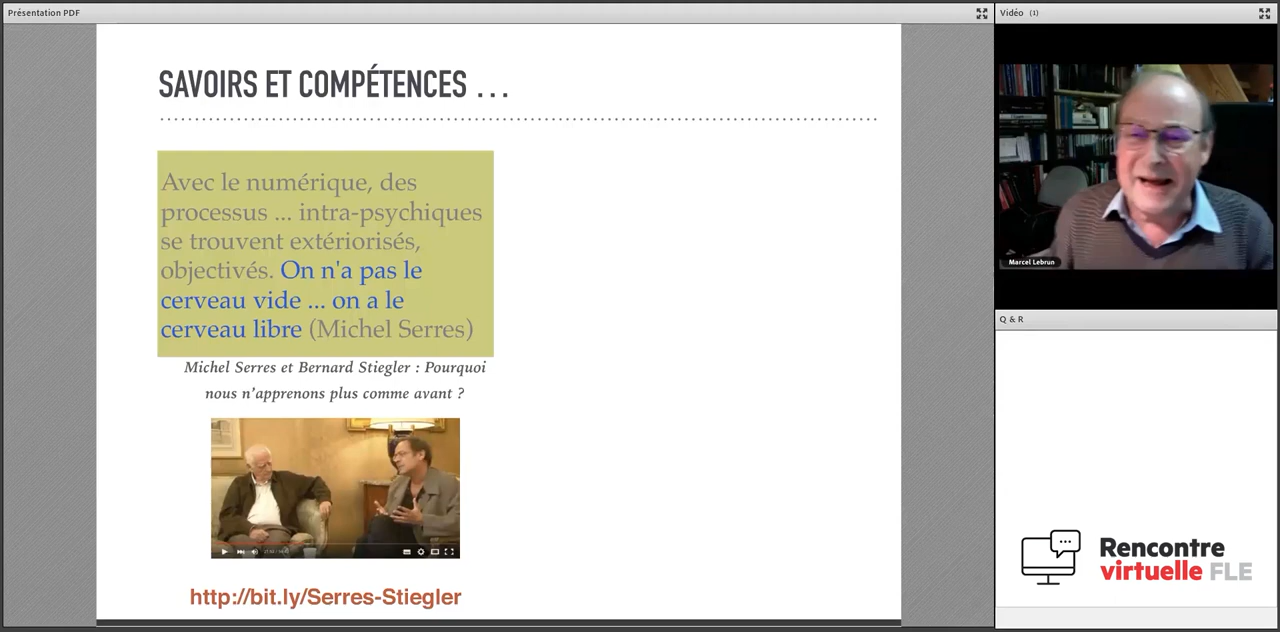 Présentation PDF
SAVOIRS ET COMPÉTENCES ...
Avec le numérique, des
processus ... intra-psychiques
se trouvent extériorisés,
objectivés. On n'a pas le
cerveau vide ... on a le
cerveau libre (Michel Serres)
Michel Serres et Bernard Stiegler : Pourquoi
nous n'apprenons plus comme avant ?
http://bit.ly/Serres-Stiegler
Vidéo (1)
Marcel Lebrun
Q & R
Rencontre
virtuelle FLE